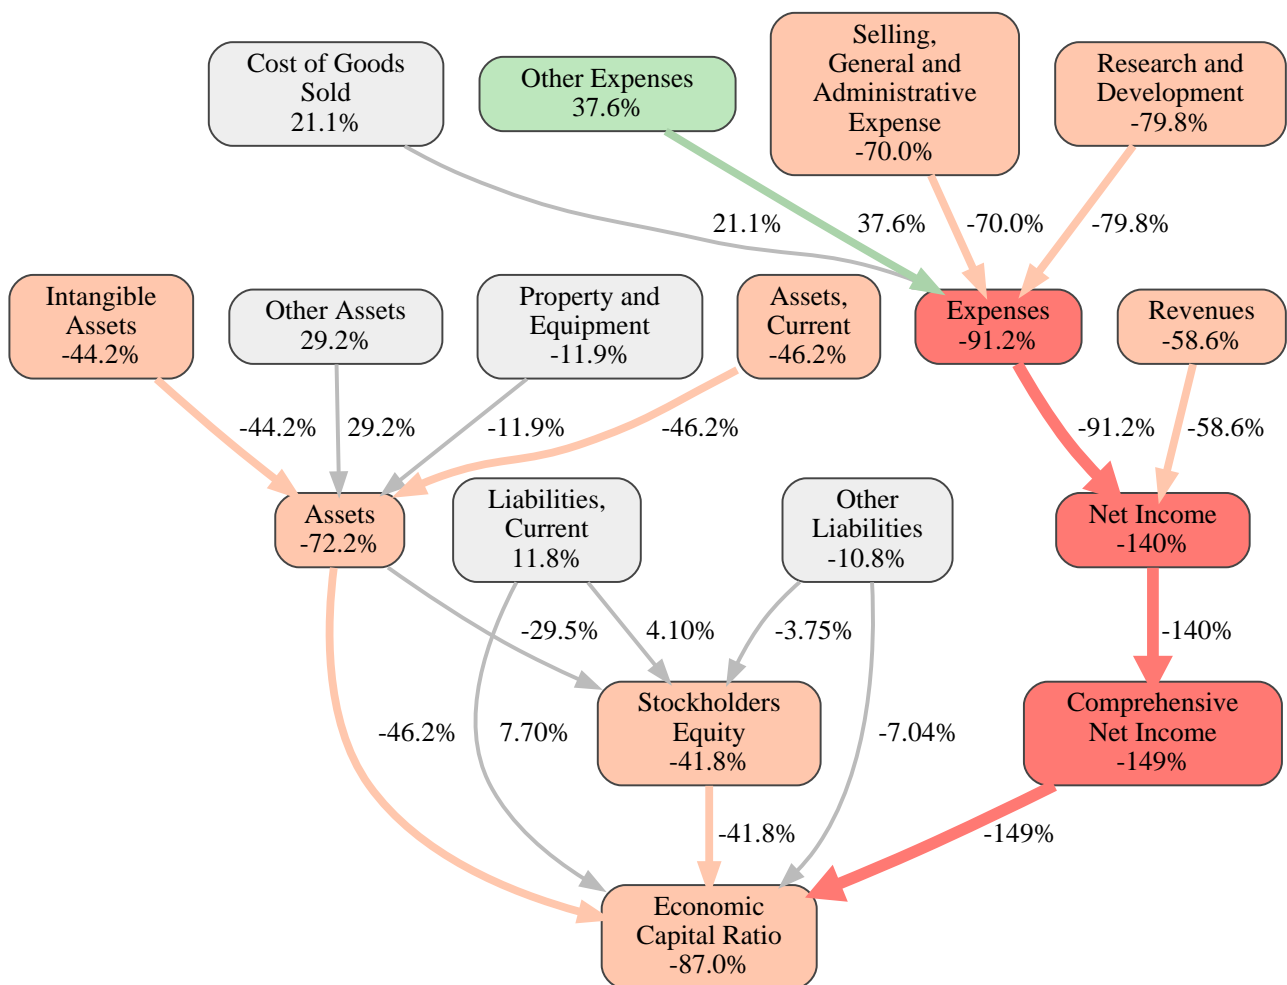 Cost of Goods
Sold
21.1%
Other Expenses
37.6%
Selling,
General and
Administrative
Expense
-70.0%
Research and
Development
-79.8%
21.1%
37.6%
-70.0%
-79.8%
Intangible
Assets
-44.2%
Other Assets
29.2%
Property and
Equipment
-11.9%
Assets,
Current
-46.2%
Expenses
-91.2%
Revenues
-58.6%
-44.2%
29.2%
-11.9%
-46.2%
-91.2%
-58.6%
Assets
-72.2%
Liabilities,
Current
11.8%
Other
Liabilities
-10.8%
Net Income
-140%
-29.5%
4.10%
-3.75%
-140%
Stockholders
Equity
-41.8%
Comprehensive
Net Income
-149%
-46.2%
7.70%
-7.04%
-41.8%
-149%
Economic
Capital Ratio
-87.0%